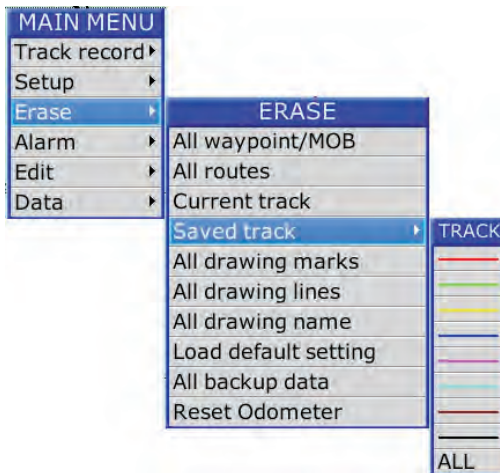 MAIN MENU
Track record
Setup
Erase
Alarm
Edit
Data
ERASE
All waypoint/MOB
All routes
Current track
Saved track
All drawing marks
All drawing lines
All drawing name
Load default setting
All backup data
Reset Odometer
TRACK
ALL